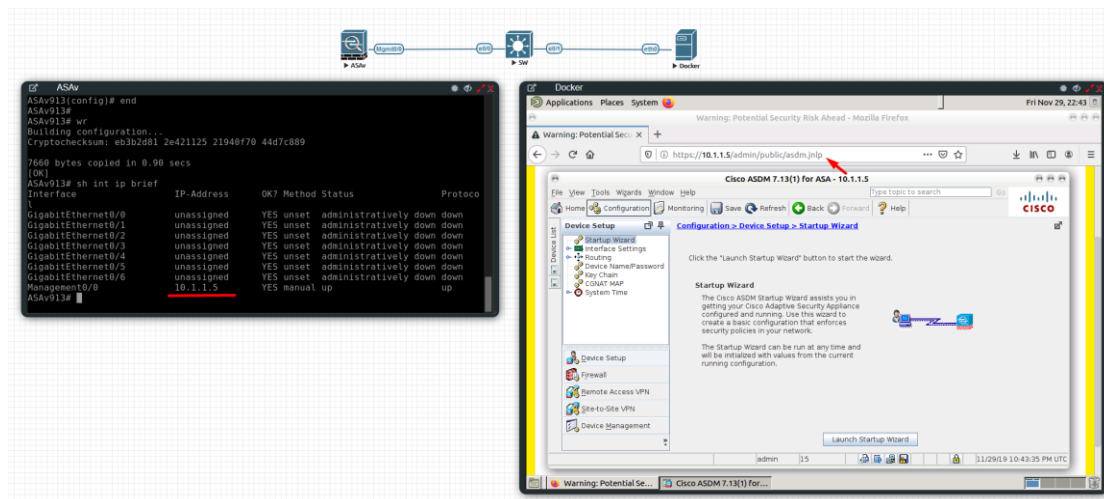 Mgmt0/0
e0/0
e0/1
eth0
ASAv
SW
Docker
ASAv
ASAv913(config)# end
ASAv913#
ASAv913# wr
Building configuration...
Cryptochecksum: eb3b2d81 2e421125 21940f70 44d7c889
7660 bytes copied in 0.90 secs
[OK]
ASAv913# sh int ip brief
Interface IP-Address OK? Method Status Protoco
l
GigabitEthernet0/0 unassigned YES unset administratively down down
GigabitEthernet0/1 unassigned YES unset administratively down down
GigabitEthernet0/2 unassigned YES unset administratively down down
GigabitEthernet0/3 unassigned YES unset administratively down down
GigabitEthernet0/4 unassigned YES unset administratively down down
GigabitEthernet0/5 unassigned YES unset administratively down down
GigabitEthernet0/6 unassigned YES unset administratively down down
Management0/0 10.1.1.5 YES manual up up
ASAv913#
Docker
Applications Places System Fri Nov 29, 22:43
Warning: Potential Security Risk Ahead - Mozilla Firefox
Warning: Potential Secu
https://10.1.1.5/admin/public/asdm.jnlp
Cisco ASDM 7.13(1) for ASA - 10.1.1.5
File View Tools Wizards Window Help Type topic to search Go
Home Configuration Monitoring Save Refresh Back Forward Help
CISCO
Device List
Device Setup
Startup Wizard
Interface Settings
Routing
Device Name/Password
Key Chain
CGNAT MAP
System Time
Device Setup
Firewall
Remote Access VPN
Site-to-Site VPN
Device Management
Configuration > Device Setup > Startup Wizard
Click the "Launch Startup Wizard" button to start the wizard.
Startup Wizard
The Cisco ASDM Startup Wizard assists you in
getting your Cisco Adaptive Security Appliance
configured and running. Use this wizard to
create a basic configuration that enforces
security policies in your network.
The Startup Wizard can be run at any time and
will be initialized with values from the current
running configuration.
Launch Startup Wizard
admin 15 11/29/19 10:43:35 PM UTC
Warning: Potential Se... Cisco ASDM 7.13(1) for...